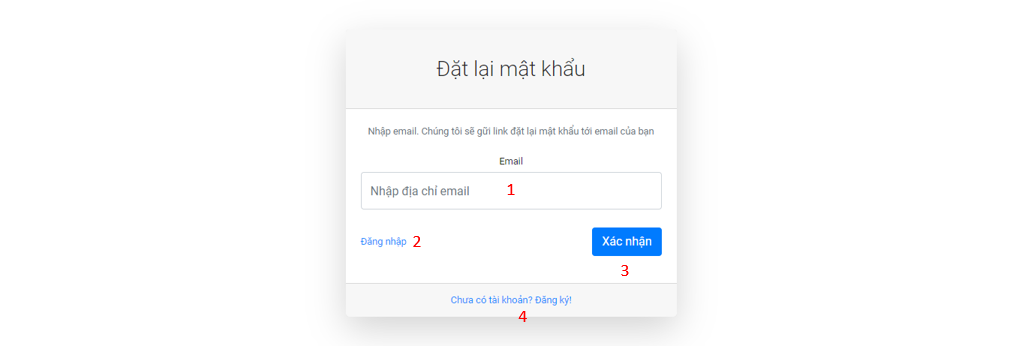 Đặt lại mật khẩu
Nhập email. Chúng tôi sẽ gửi link đặt lại mật khẩu tới email của bạn
Email
Nhập địa chỉ email 1
Đăng nhập 2 Xác nhận
3
Chưa có tài khoản? Đăng ký!
4